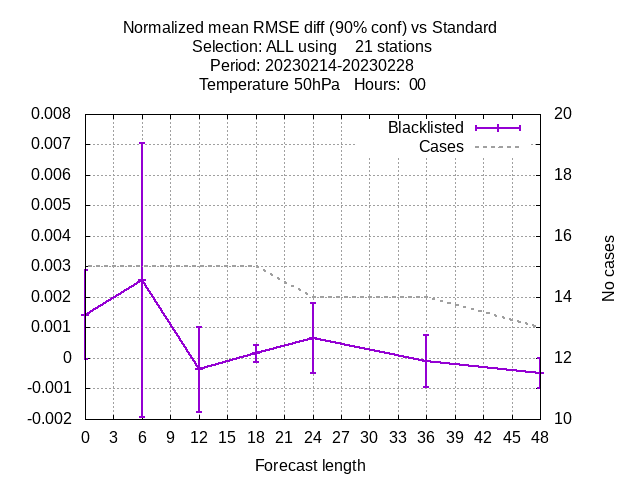 Normalized mean RMSE diff (90% conf) vs Standard
Selection: ALL using    21 stations
Period: 20230214-20230228
Temperature 50hPa   Hours:  00
0.008
0.007
0.006
0.005
0.004
0.003
0.002
0.001
0
-0.001
-0.002
Blacklisted
Cases
20
18
16
14
12
10
No cases
0 3 6 9 12 15 18 21 24 27 30 33 36 39 42 45 48
Forecast length